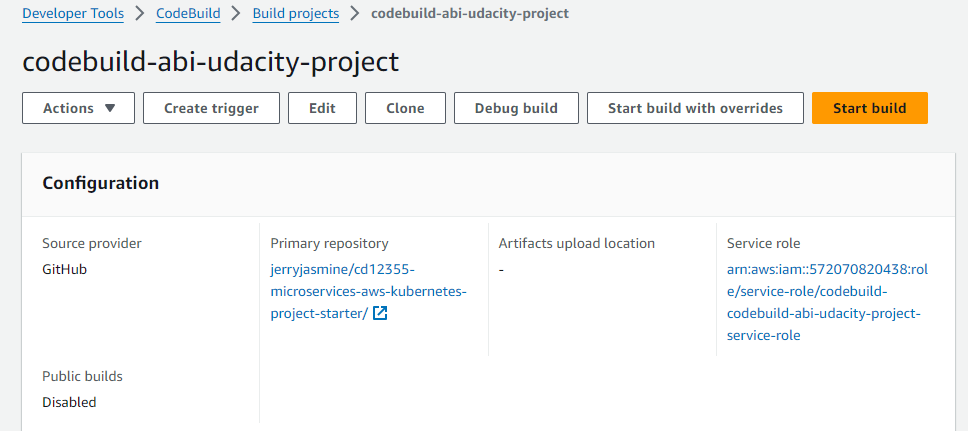 Developer Tools > CodeBuild > Build projects > codebuild-abi-udacity-project
codebuild-abi-udacity-project
Actions Create trigger Edit Clone Debug build Start build with overrides Start build
Configuration
Source provider
GitHub
Primary repository
jerryjasmine/cd12355-
microservices-aws-kubernetes-
project-starter/
Artifacts upload location
-
Service role
arn:aws:iam::572070820438:rol
e/service-role/codebuild-
codebuild-abi-udacity-project-
service-role
Public builds
Disabled